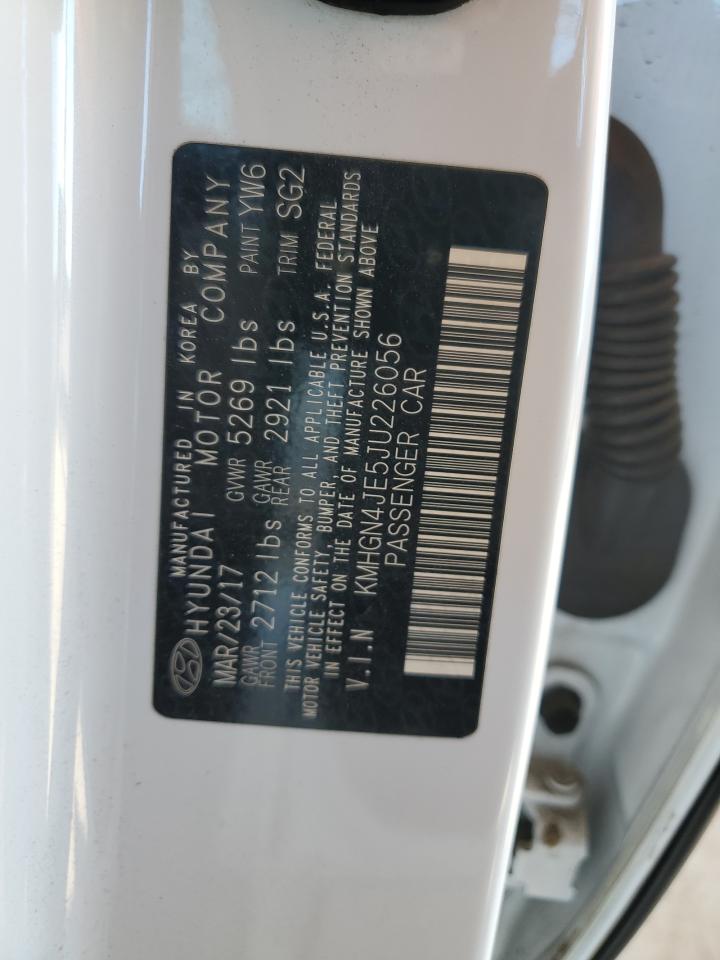 MANUFACTURED IN KOREA BY
HYUNDAI MOTOR COMPANY
MAR/23/17 GVWR 5269 lbs PAINT YW6
GAWR FRONT 2712 lbs GAWR REAR 2921 lbs TRIM SG2
THIS VEHICLE CONFORMS TO ALL APPLICABLE U.S.A. FEDERAL
MOTOR VEHICLE SAFETY, BUMPER, AND THEFT PREVENTION STANDARDS
IN EFFECT ON THE DATE OF MANUFACTURE SHOWN ABOVE
V.I.N KMHGN4JE5JU226056
PASSENGER CAR